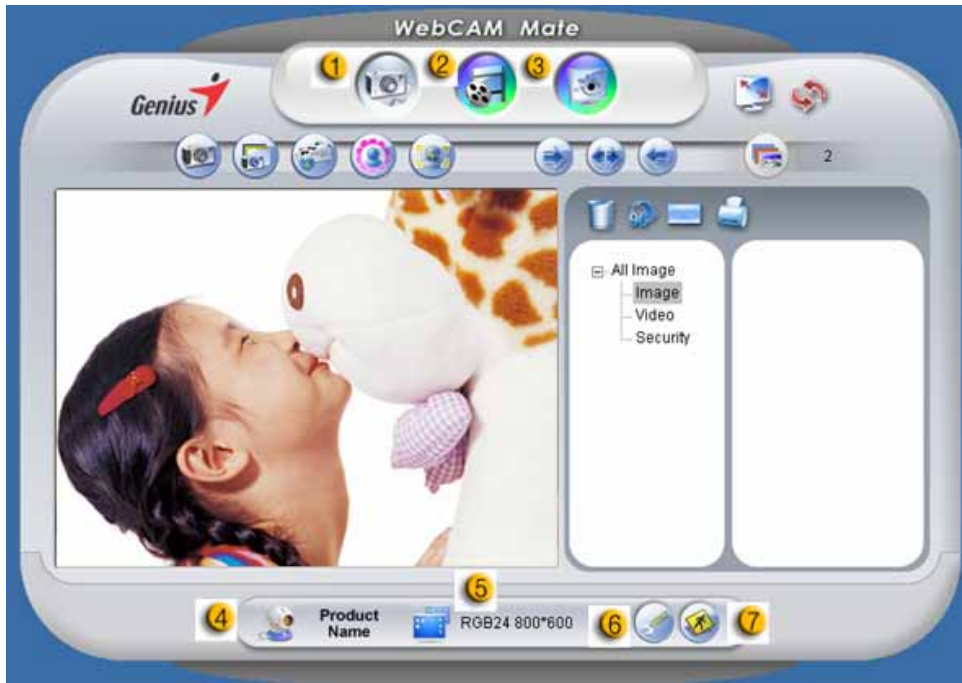 WebCAM Mate
1
2
3
Genius
2
All Image
Image
Video
Security
4
Product
Name
5
RGB24 800*600
6
7